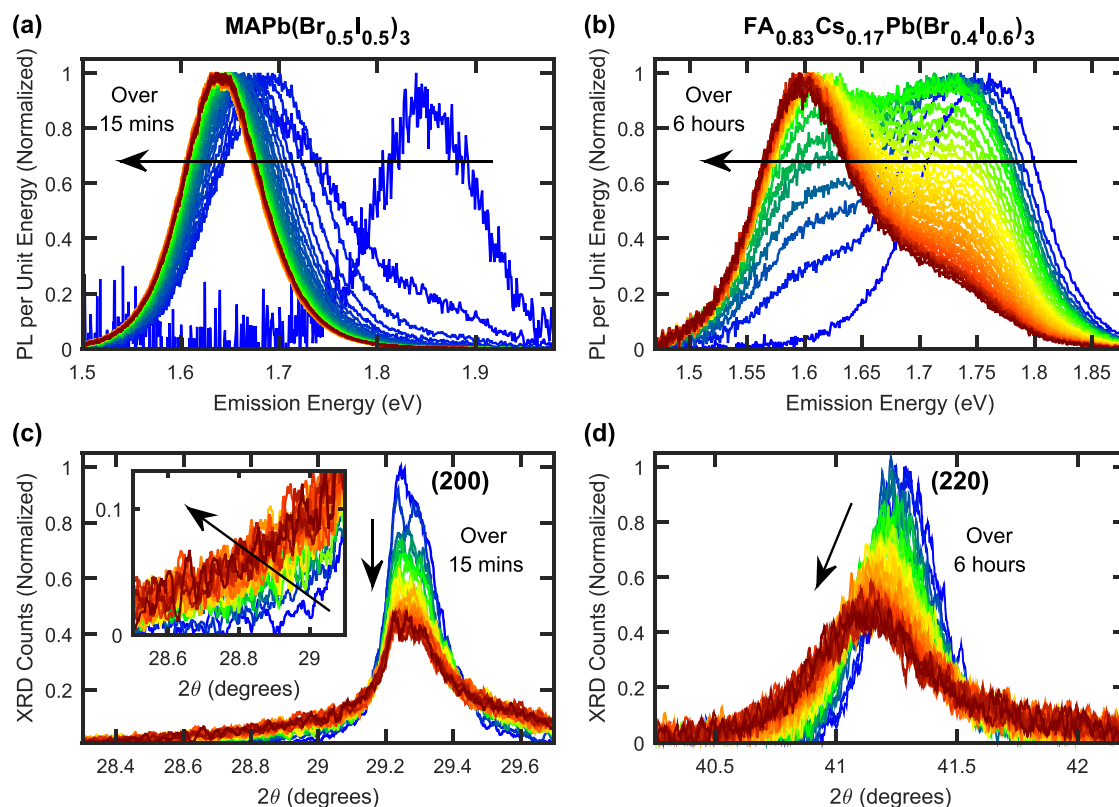 (a)
MAPb(Br0.5I0.5)3
PL per Unit Energy (Normalized)
1
0.8
0.6
0.4
0.2
0
Over
15 mins
1.5
1.6
1.7
1.8
1.9
Emission Energy (eV)
(b)
FA0.83Cs0.17Pb(Br0.4I0.6)3
PL per Unit Energy (Normalized)
1
0.8
0.6
0.4
0.2
0
Over
6 hours
1.5
1.55
1.6
1.65
1.7
1.75
1.8
1.85
Emission Energy (eV)
(c)
XRD Counts (Normalized)
1
0.8
0.6
0.4
0.2
0.1
0
28.6
28.8
29
2θ (degrees)
(200)
Over
15 mins
28.4
28.6
28.8
29
29.2
29.4
29.6
2θ (degrees)
(d)
XRD Counts (Normalized)
1
0.8
0.6
0.4
0.2
0
(220)
Over
6 hours
40.5
41
41.5
42
2θ (degrees)